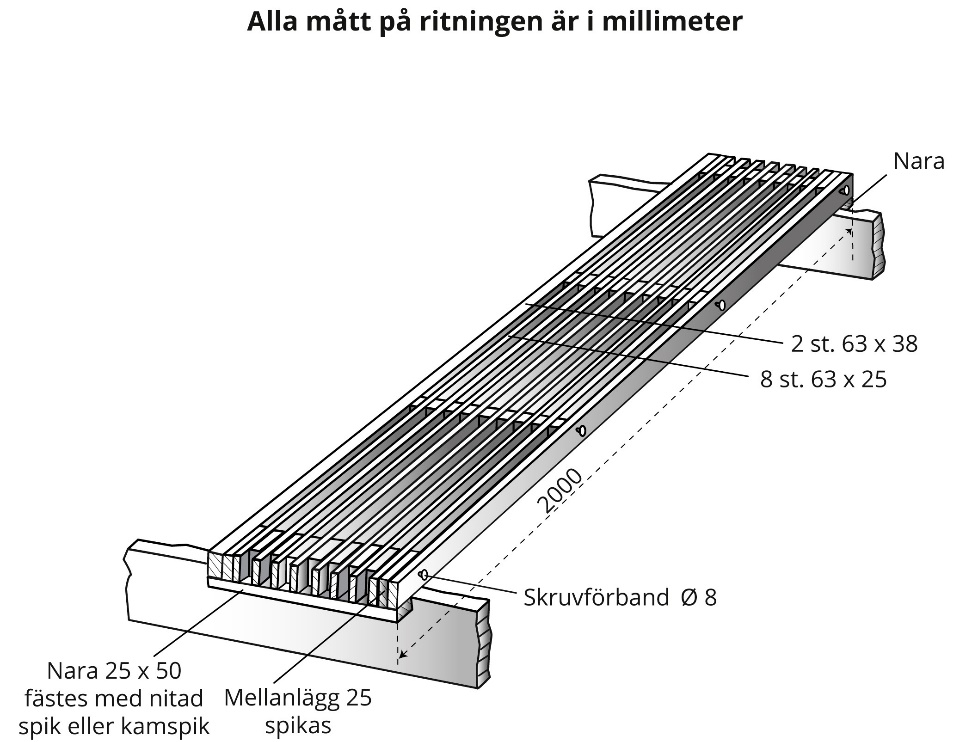 Alla mått på ritningen är i millimeter
Nara
2 st. 63 x 38
8 st. 63 x 25
2000
Skruvförband Ø 8
Nara 25 x 50
fästes med nitad
spik eller kamspik
Mellanlägg 25
spikas